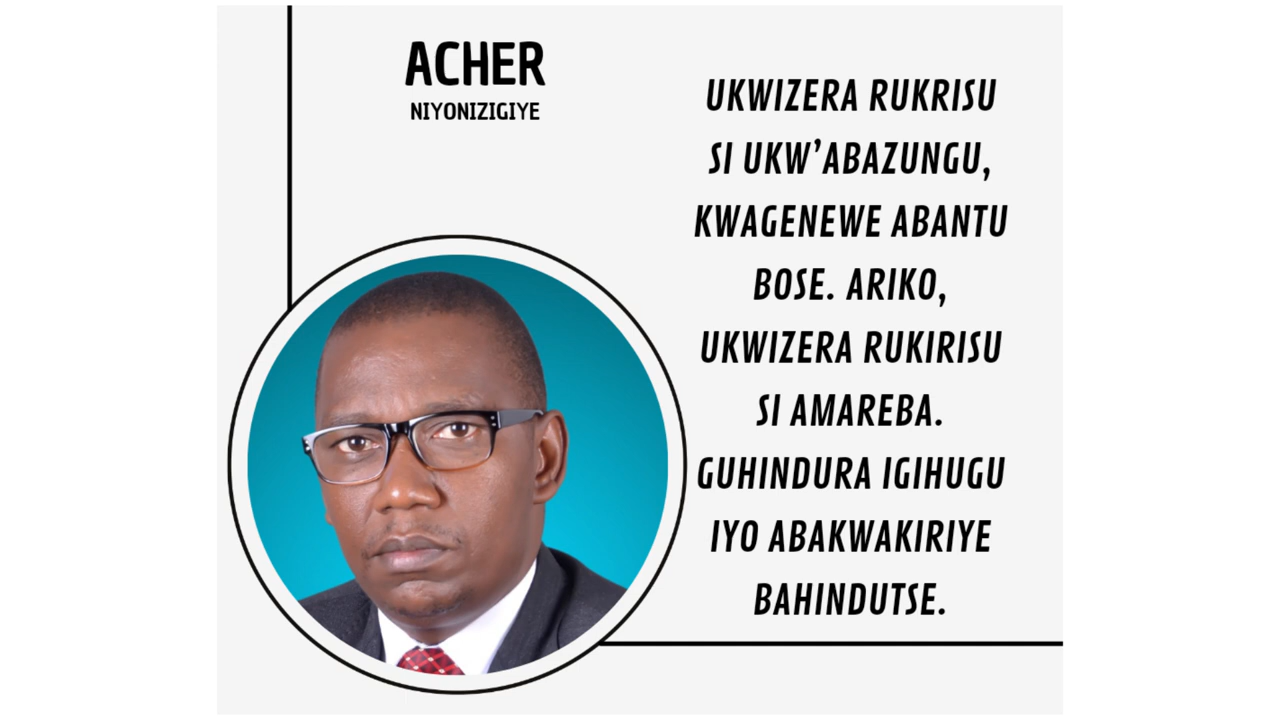 ACHER
NIYONIZIGIYE
UKWIZERA RUKRISU
SI UKW’ABAZUNGU,
KWAGENEWE ABANTU
BOSE. ARIKO,
UKWIZERA RUKIRISU
SI AMAREBA.
GUHINDURA IGIHUGU
IYO ABAKWAKIRIYE
BAHINDUTSE.